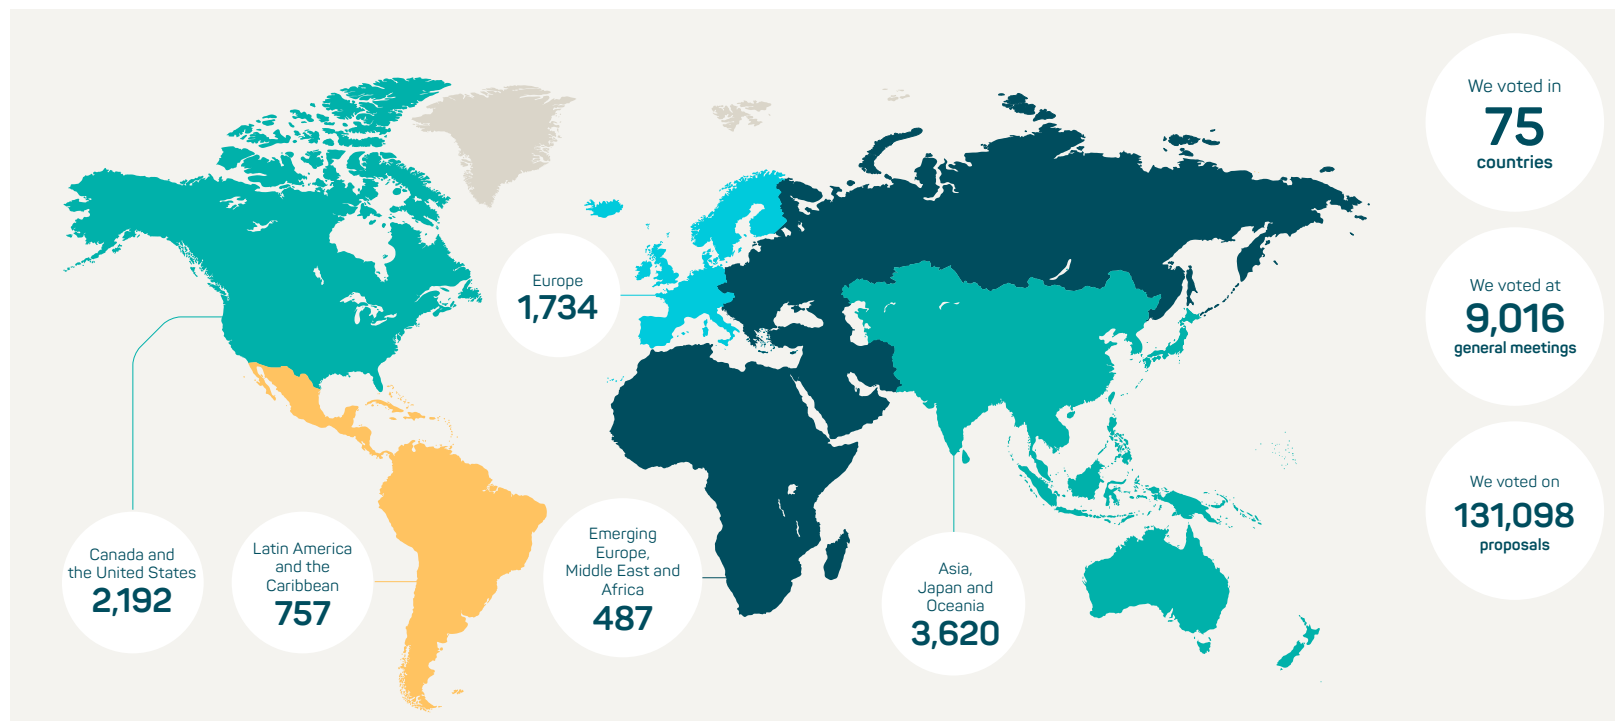 We voted in
75
countries
We voted at
9,016
general meetings
We voted on
131,098
proposals
Europe
1,734
Canada and
the United States
2,192
Latin America
and the
Caribbean
757
Emerging
Europe,
Middle East and
Africa
487
Asia,
Japan and
Oceania
3,620